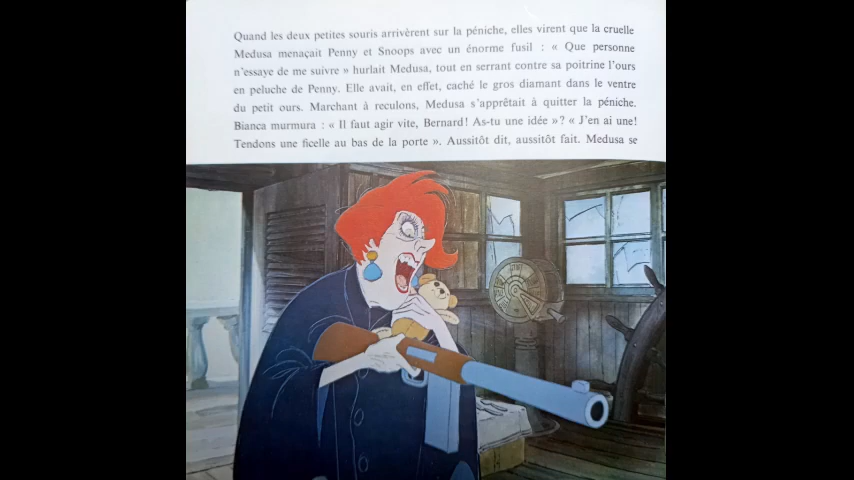 Quand les deux petites souris arrivèrent sur la péniche, elles virent que la cruelle
Medusa menaçait Penny et Snoops avec un énorme fusil : « Que personne
n'essaye de me suivre » hurlait Medusa, tout en serrant contre sa poitrine l'ours
en peluche de Penny. Elle avait, en effet, caché le gros diamant dans le ventre
du petit ours. Marchant à reculons, Medusa s'apprêtait à quitter la péniche.
Bianca murmura : « Il faut agir vite, Bernard! As-tu une idée »? « J'en ai une!
Tendons une ficelle au bas de la porte ». Aussitôt dit, aussitôt fait. Medusa se